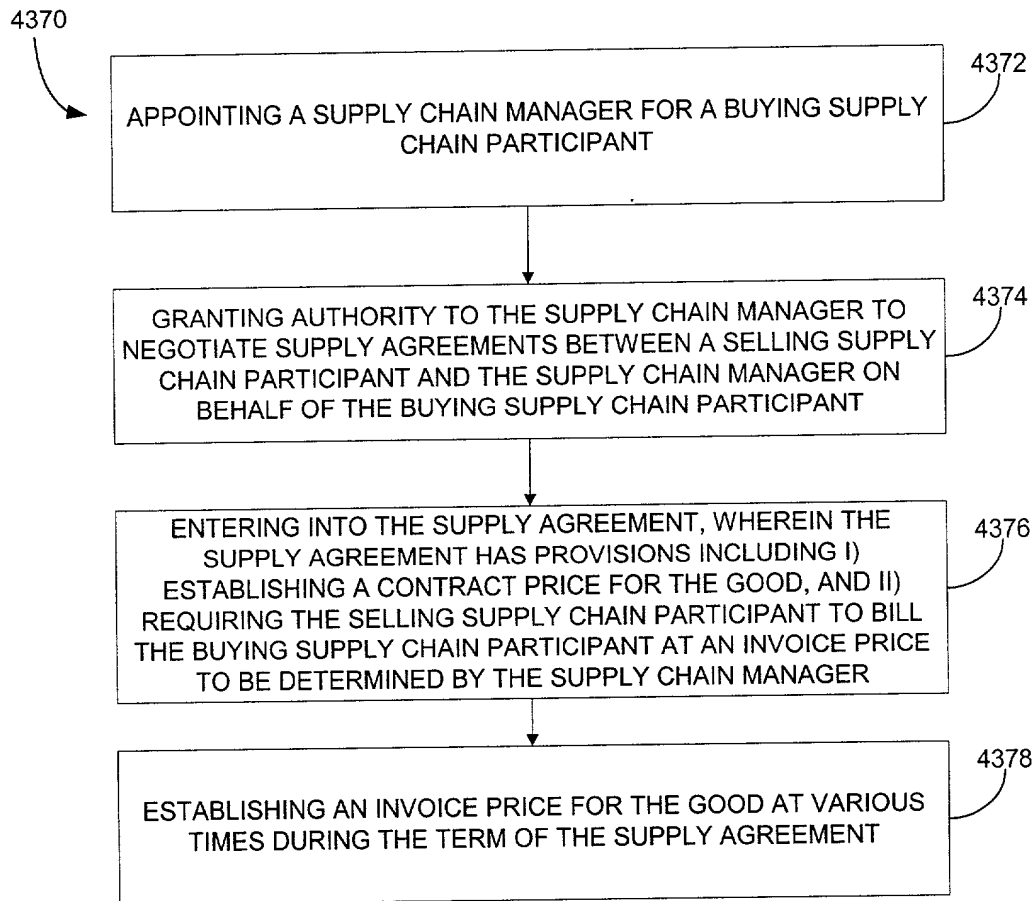 4370
4372
APPOINTING A SUPPLY CHAIN MANAGER FOR A BUYING SUPPLY
CHAIN PARTICIPANT
4374
GRANTING AUTHORITY TO THE SUPPLY CHAIN MANAGER TO
NEGOTIATE SUPPLY AGREEMENTS BETWEEN A SELLING SUPPLY
CHAIN PARTICIPANT AND THE SUPPLY CHAIN MANAGER ON
BEHALF OF THE BUYING SUPPLY CHAIN PARTICIPANT
4376
ENTERING INTO THE SUPPLY AGREEMENT, WHEREIN THE
SUPPLY AGREEMENT HAS PROVISIONS INCLUDING I)
ESTABLISHING A CONTRACT PRICE FOR THE GOOD, AND II)
REQUIRING THE SELLING SUPPLY CHAIN PARTICIPANT TO BILL
THE BUYING SUPPLY CHAIN PARTICIPANT AT AN INVOICE PRICE
TO BE DETERMINED BY THE SUPPLY CHAIN MANAGER
4378
ESTABLISHING AN INVOICE PRICE FOR THE GOOD AT VARIOUS
TIMES DURING THE TERM OF THE SUPPLY AGREEMENT